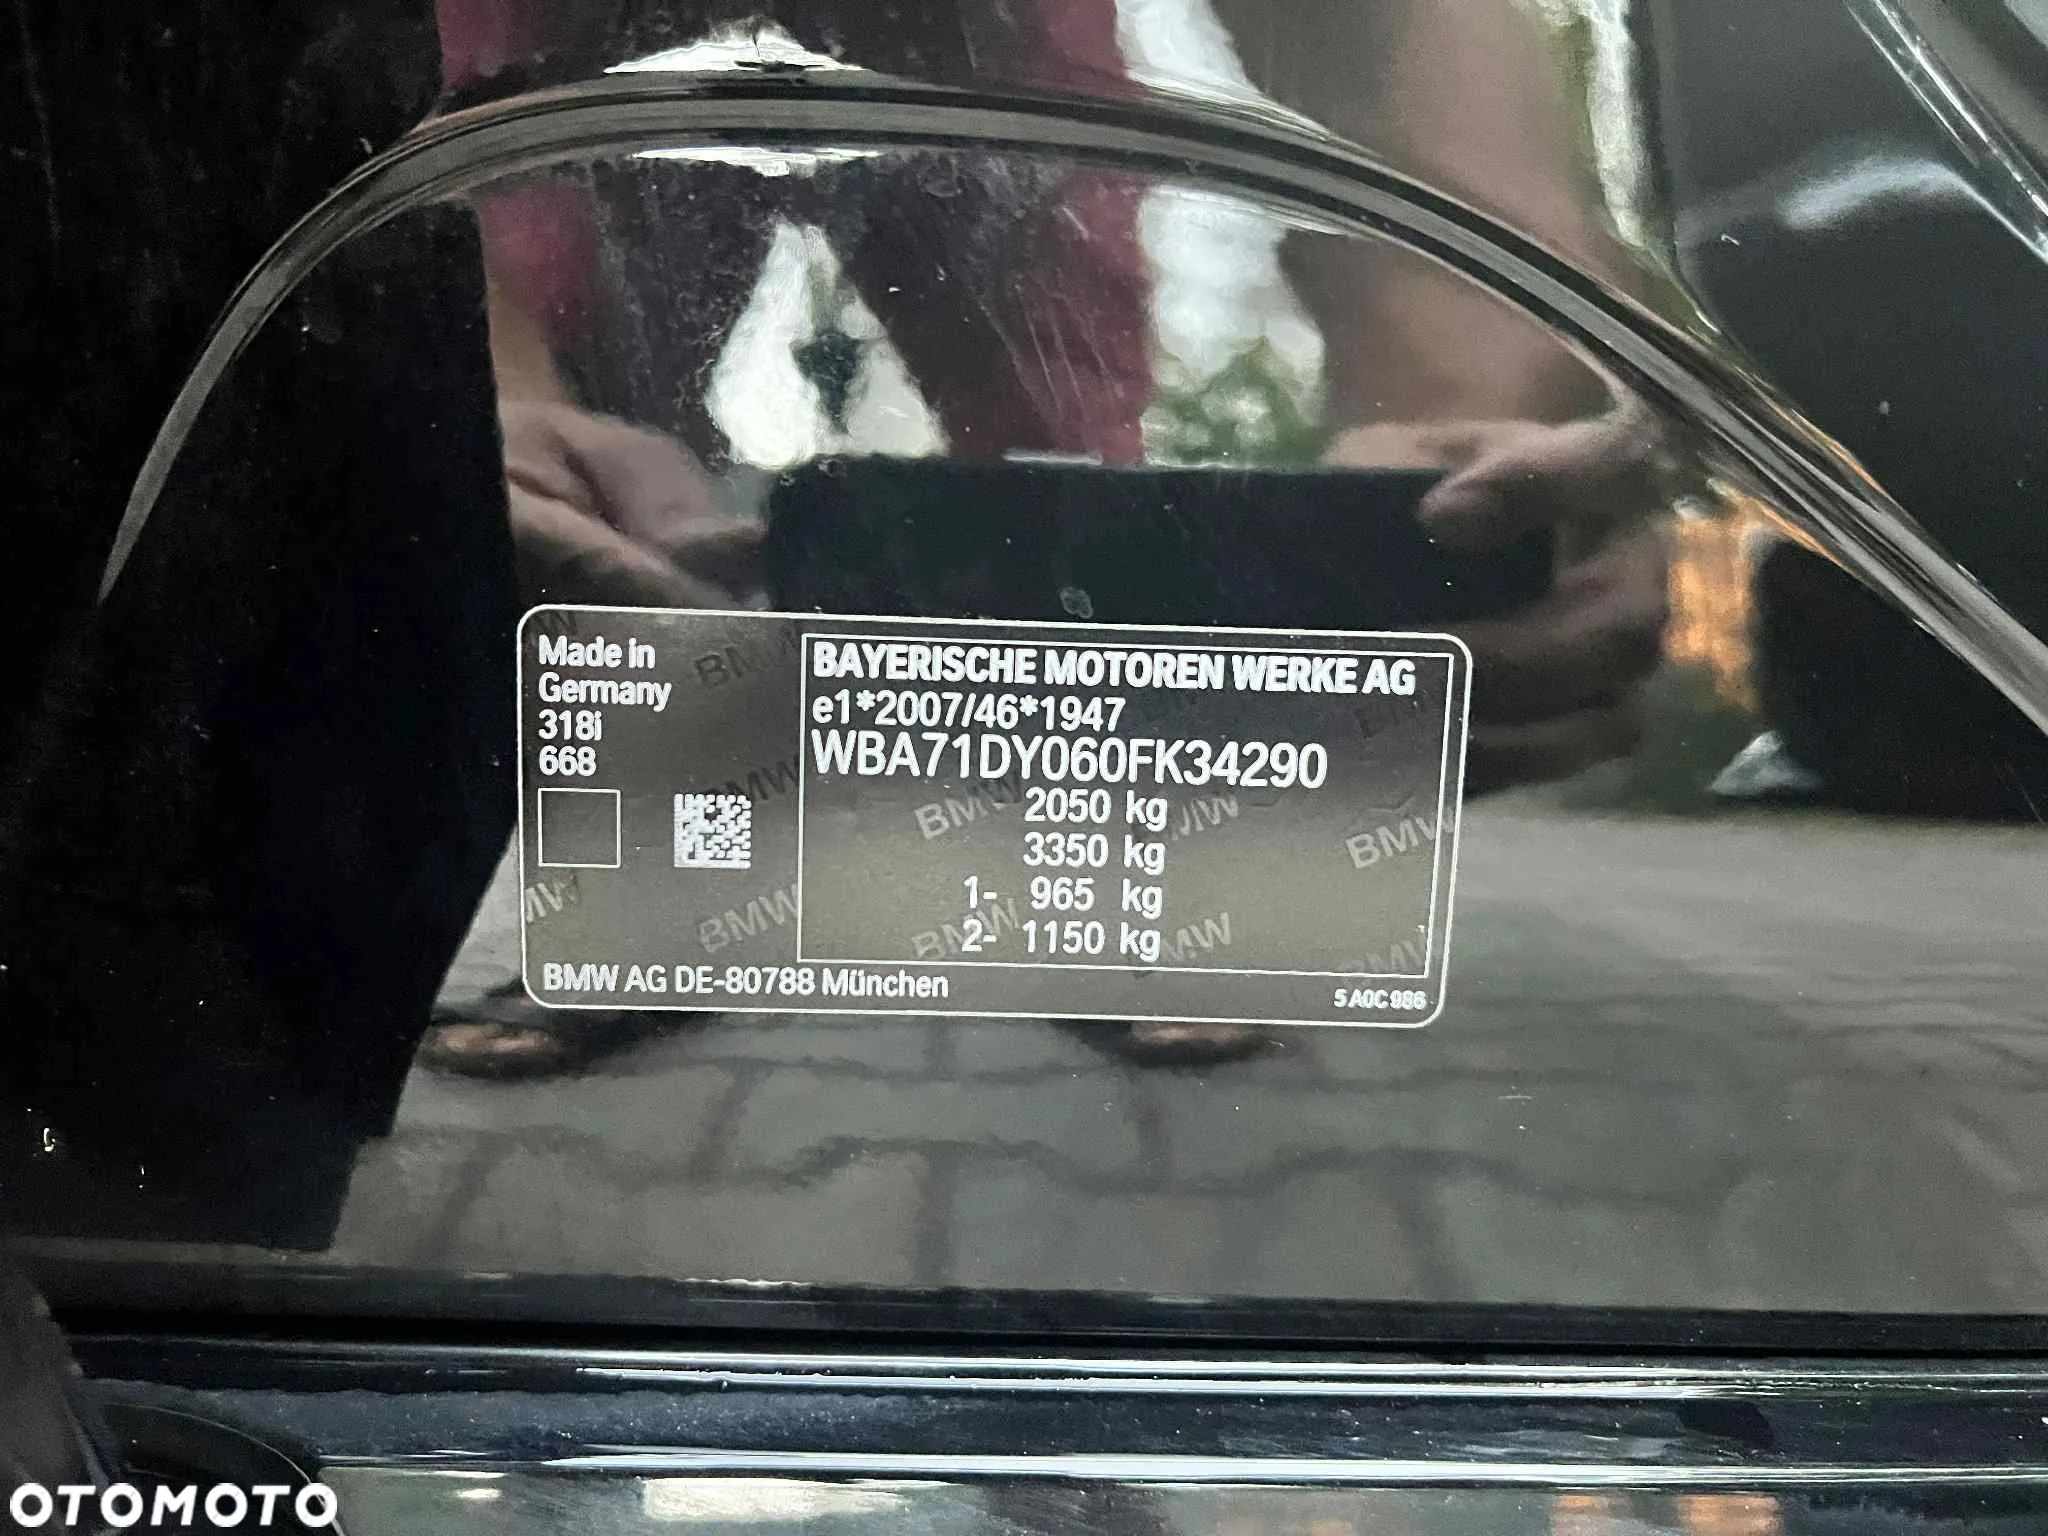 Made in
Germany
318i
668
BAYERISCHE MOTOREN WERKE AG
e1*2007/46*1947
WBA71DY060FK34290
2050 kg
3350 kg
1- 965 kg
2- 1150 kg
BMW AG DE-80788 München
5 A0C 986
OTOMOTO